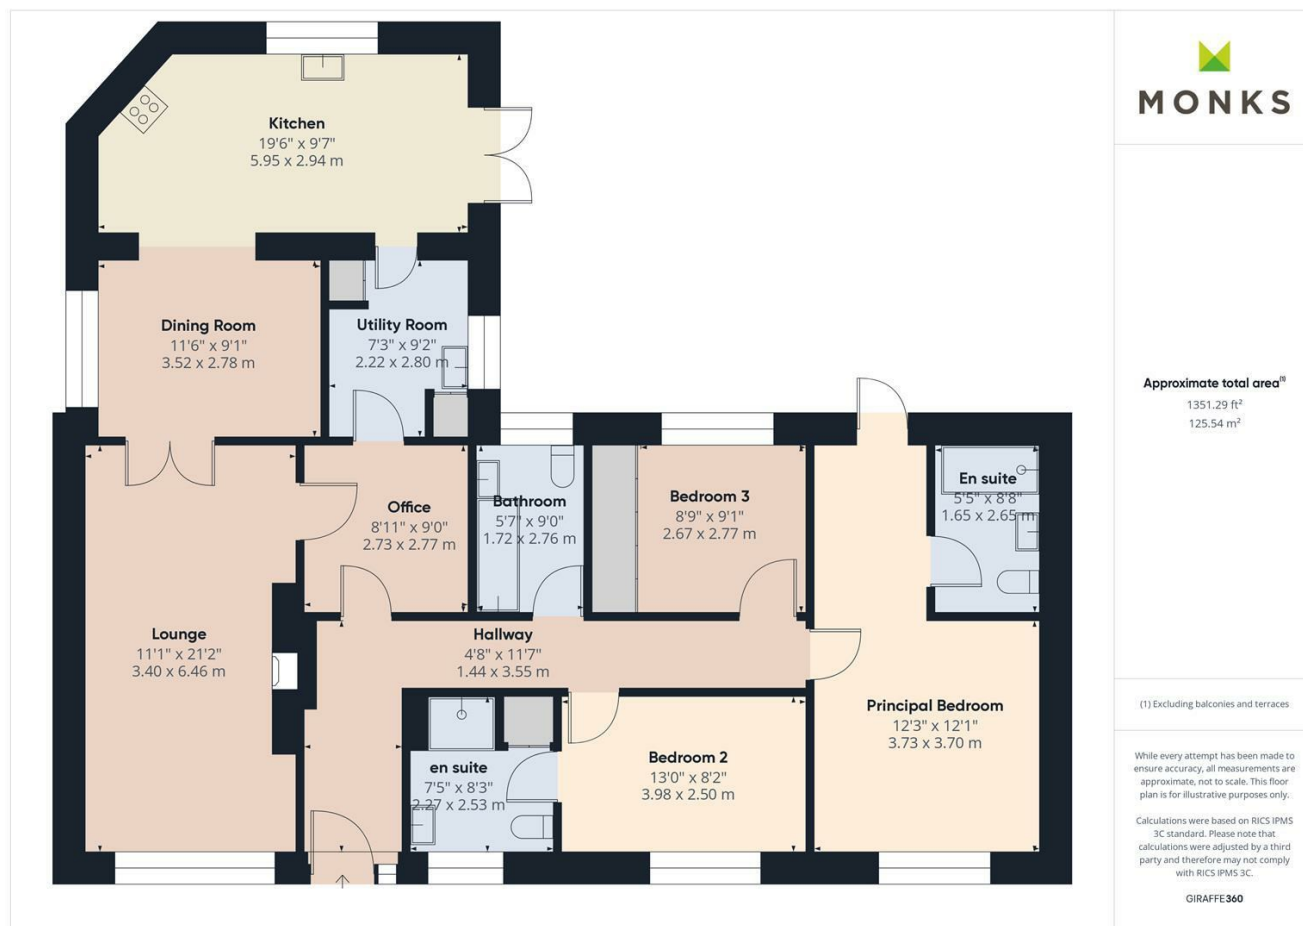 Kitchen
19'6" x 9'7"
5.95 x 2.94 m
Dining Room
11'6" x 9'1"
3.52 x 2.78 m
Utility Room
7'3" x 9'2"
2.22 x 2.80 m
Office
8'11" x 9'0"
2.73 x 2.77 m
Bathroom
5'7" x 9'0"
1.72 x 2.76 m
Bedroom 3
8'9" x 9'1"
2.67 x 2.77 m
En suite
5'5" x 8'8"
1.65 x 2.65 m
Lounge
11'1" x 21'2"
3.40 x 6.46 m
Hallway
4'8" x 11'7"
1.44 x 3.55 m
en suite
7'5" x 8'3"
2.27 x 2.53 m
Bedroom 2
13'0" x 8'2"
3.98 x 2.50 m
Principal Bedroom
12'3" x 12'1"
3.73 x 3.70 m
MONKS
Approximate total area(1)
1351.29 ft²
125.54 m²
(1) Excluding balconies and terraces
While every attempt has been made to
ensure accuracy, all measurements are
approximate, not to scale. This floor
plan is for illustrative purposes only.
Calculations were based on RICS IPMS
3C standard. Please note that
calculations were adjusted by a third
party and therefore may not comply
with RICS IPMS 3C.
GIRAFFE360